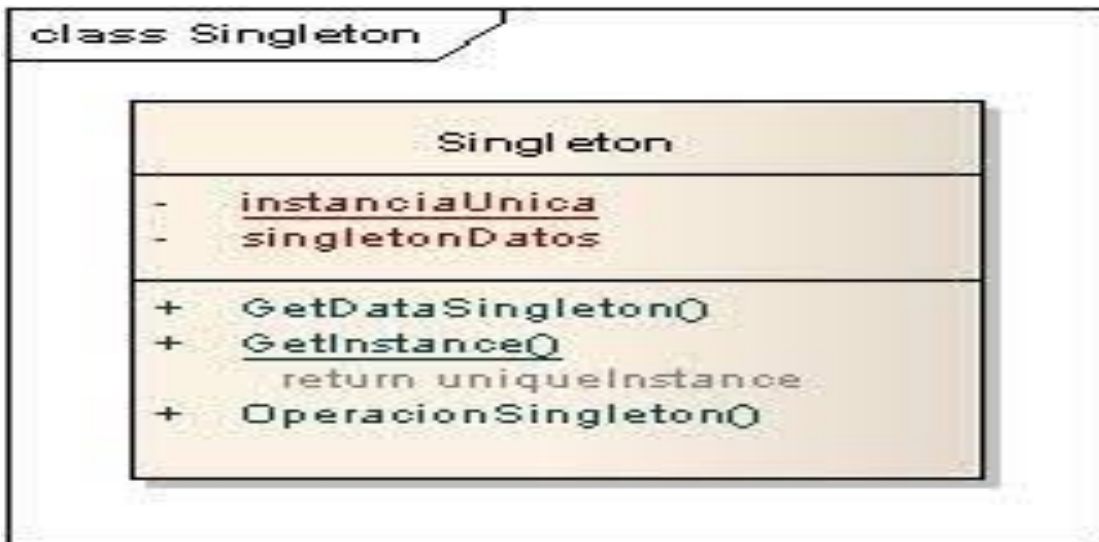 class Singleton
Singleton
- instanciaUnica
- singletonDatos
+ GetDataSingleton()
+ GetInstance()
return uniqueInstance
+ OperacionSingleton()